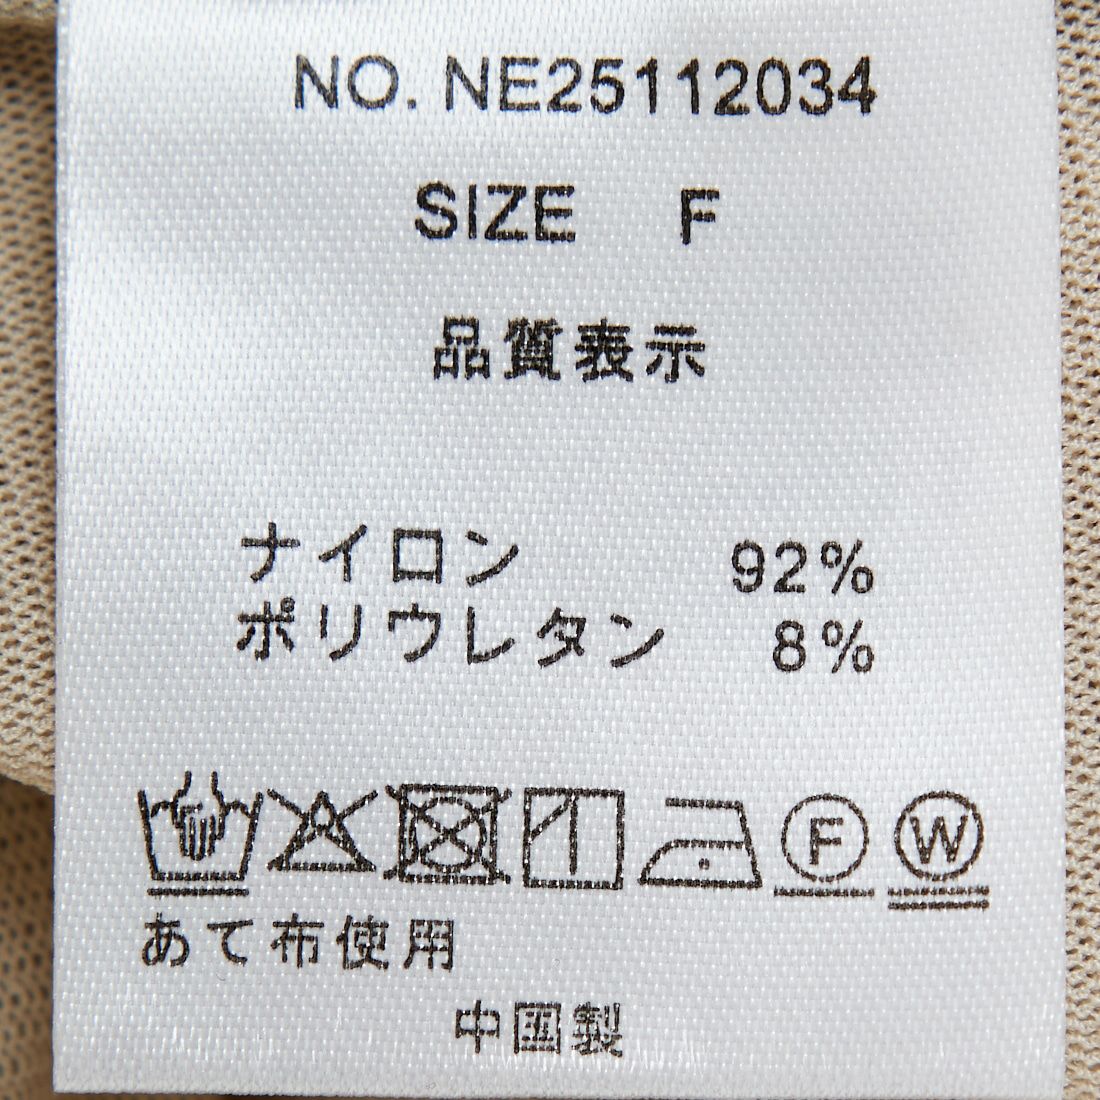 NO. NE25112034
SIZE F
品質表示
ナイロン 92%
ポリウレタン 8%
F W
あて布使用
中国製